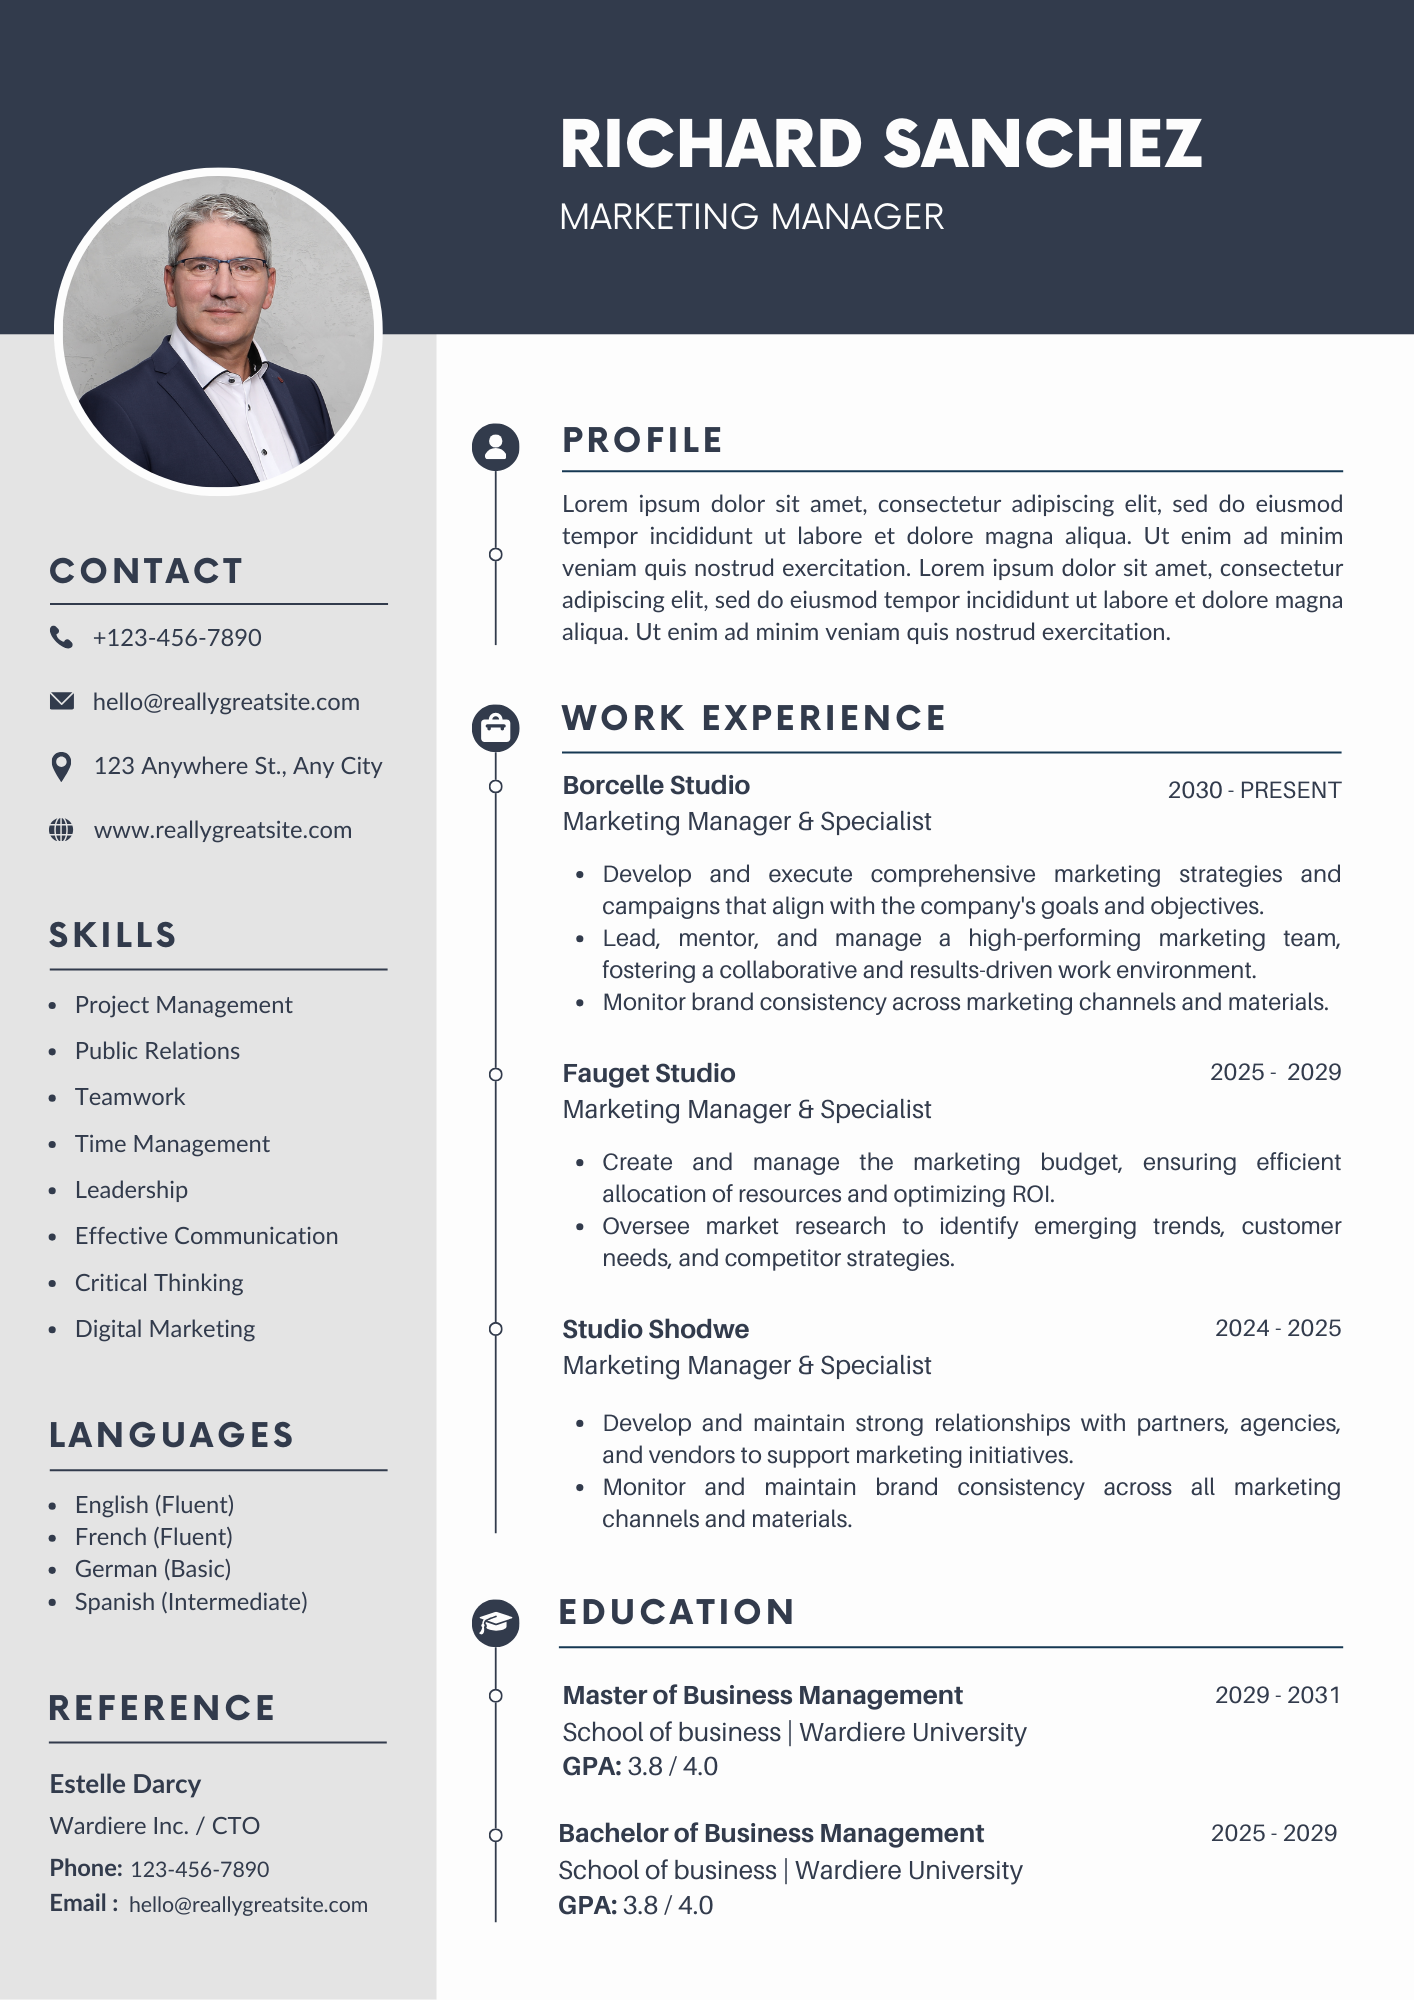 RICHARD SANCHEZ
MARKETING MANAGER
CONTACT
+123-456-7890
hello@reallygreatsite.com
123 Anywhere St., Any City
www.reallygreatsite.com
SKILLS
• Project Management
• Public Relations
• Teamwork
• Time Management
• Leadership
• Effective Communication
• Critical Thinking
• Digital Marketing
LANGUAGES
• English (Fluent)
• French (Fluent)
• German (Basic)
• Spanish (Intermediate)
REFERENCE
Estelle Darcy
Wardiere Inc. / CTO
Phone: 123-456-7890
Email : hello@reallygreatsite.com
PROFILE
Lorem ipsum dolor sit amet, consectetur adipiscing elit, sed do eiusmod
tempor incididunt ut labore et dolore magna aliqua. Ut enim ad minim
veniam quis nostrud exercitation. Lorem ipsum dolor sit amet, consectetur
adipiscing elit, sed do eiusmod tempor incididunt ut labore et dolore magna
aliqua. Ut enim ad minim veniam quis nostrud exercitation.
WORK EXPERIENCE
Borcelle Studio 2030 - PRESENT
Marketing Manager & Specialist
• Develop and execute comprehensive marketing strategies and
campaigns that align with the company's goals and objectives.
• Lead, mentor, and manage a high-performing marketing team,
fostering a collaborative and results-driven work environment.
• Monitor brand consistency across marketing channels and materials.
Fauget Studio 2025 - 2029
Marketing Manager & Specialist
• Create and manage the marketing budget, ensuring efficient
allocation of resources and optimizing ROI.
• Oversee market research to identify emerging trends, customer
needs, and competitor strategies.
Studio Shodwe 2024 - 2025
Marketing Manager & Specialist
• Develop and maintain strong relationships with partners, agencies,
and vendors to support marketing initiatives.
• Monitor and maintain brand consistency across all marketing
channels and materials.
EDUCATION
Master of Business Management 2029 - 2031
School of business | Wardiere University
GPA: 3.8 / 4.0
Bachelor of Business Management 2025 - 2029
School of business | Wardiere University
GPA: 3.8 / 4.0